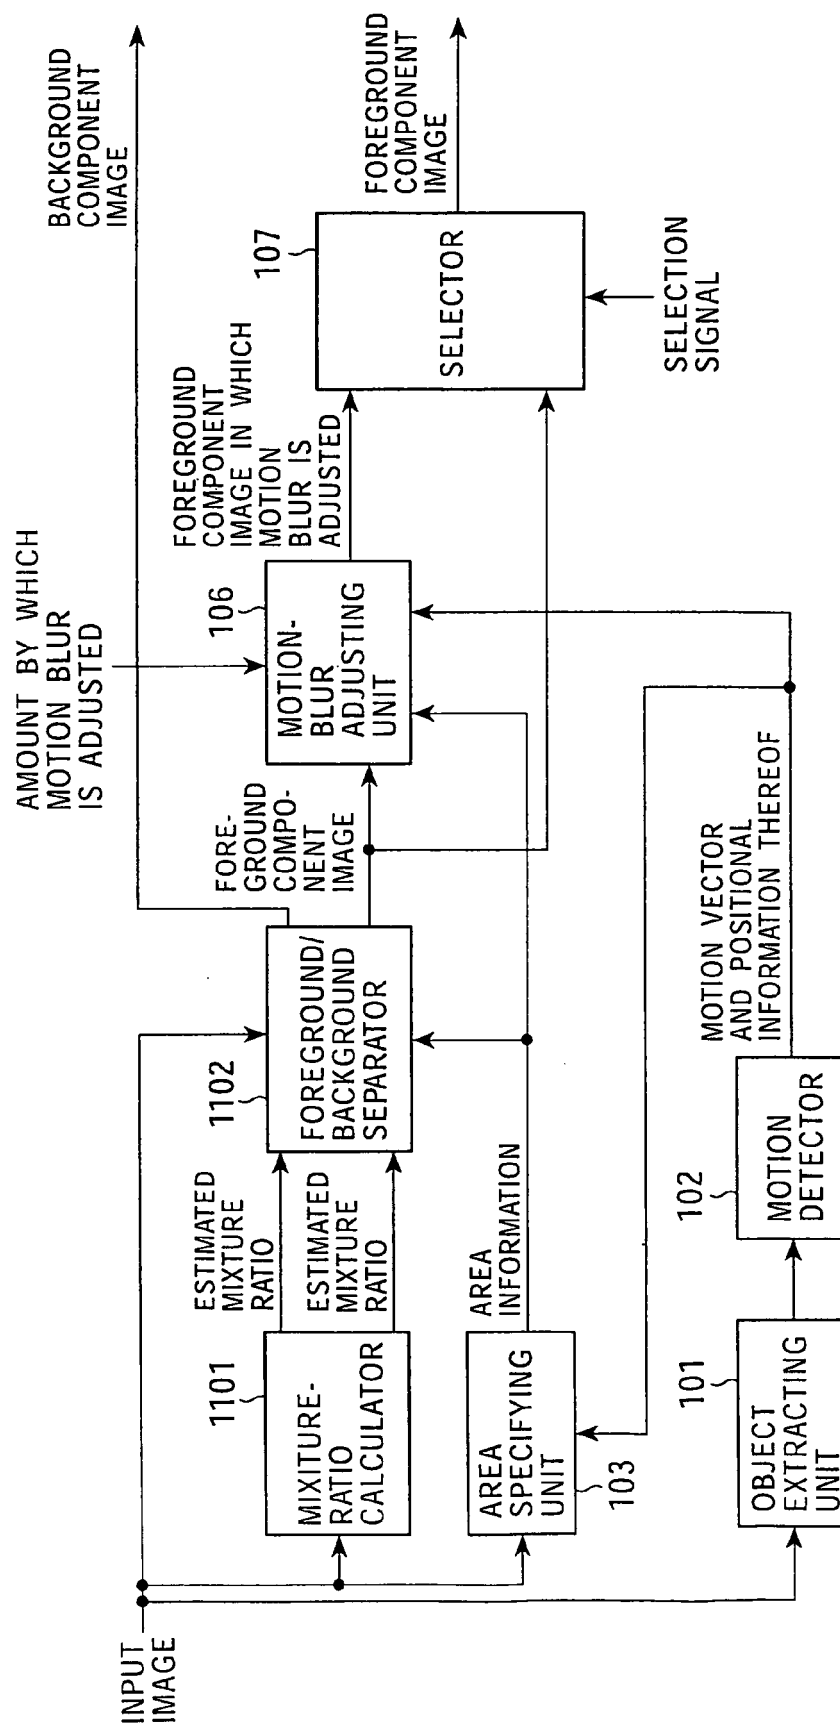 INPUT
IMAGE
BACKGROUND
COMPONENT
IMAGE
AMOUNT BY WHICH
MOTION BLUR
IS ADJUSTED
1101
MIXITURE-
RATIO
CALCULATOR
ESTIMATED
MIXTURE
RATIO
ESTIMATED
MIXTURE
RATIO
1102
FOREGROUND/
BACKGROUND
SEPARATOR
FORE-
GROUND
COMPO-
NENT
IMAGE
106
MOTION-
BLUR
ADJUSTING
UNIT
FOREGROUND
COMPONENT
IMAGE IN WHICH
MOTION
BLUR IS
ADJUSTED
107
SELECTOR
FOREGROUND
COMPONENT
IMAGE
SELECTION
SIGNAL
AREA
SPECIFYING
UNIT
103
AREA
INFORMATION
101
OBJECT
EXTRACTING
UNIT
102
MOTION
DETECTOR
MOTION VECTOR
AND POSITIONAL
INFORMATION THEREOF